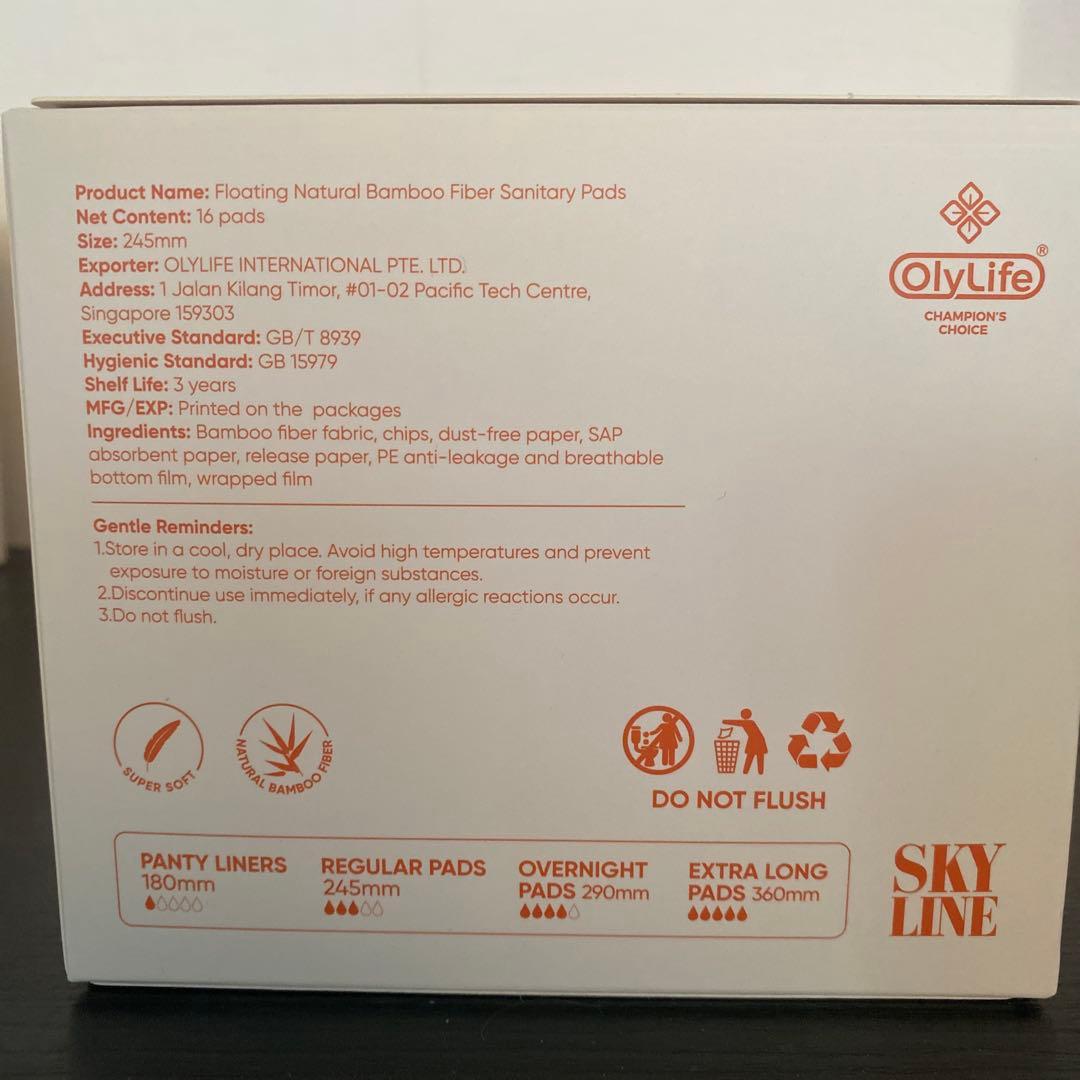 Product Name: Floating Natural Bamboo Fiber Sanitary Pads
Net Content: 16 pads
Size: 245mm
Exporter: OLYLIFE INTERNATIONAL PTE. LTD.
Address: 1 Jalan Kilang Timor, #01-02 Pacific Tech Centre,
Singapore 159303
Executive Standard: GB/T 8939
Hygienic Standard: GB 15979
Shelf Life: 3 years
MFG/EXP: Printed on the packages
Ingredients: Bamboo fiber fabric, chips, dust-free paper, SAP
absorbent paper, release paper, PE anti-leakage and breathable
bottom film, wrapped film
OlyLife®
CHAMPION'S
CHOICE
Gentle Reminders:
1.Store in a cool, dry place. Avoid high temperatures and prevent
exposure to moisture or foreign substances.
2.Discontinue use immediately, if any allergic reactions occur.
3.Do not flush.
SUPER SOFT
NATURAL BAMBOO FIBER
DO NOT FLUSH
PANTY LINERS
180mm
REGULAR PADS
245mm
OVERNIGHT
PADS 290mm
EXTRA LONG
PADS 360mm
SKY
LINE